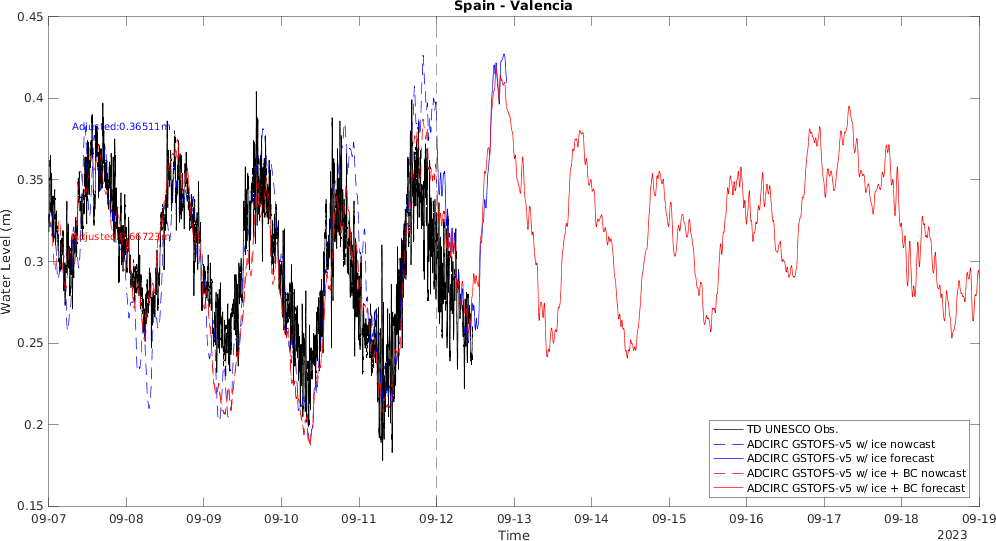 Spain - Valencia
0.45
0.4
0.35
0.3
0.25
0.2
0.15
Water Level (m)
Adjusted:0.36511m
Adjusted:0.66723m
TD UNESCO Obs.
ADCIRC GSTOFS-v5 w/ ice nowcast
ADCIRC GSTOFS-v5 w/ ice forecast
ADCIRC GSTOFS-v5 w/ ice + BC nowcast
ADCIRC GSTOFS-v5 w/ ice + BC forecast
09-07 09-08 09-09 09-10 09-11 09-12 09-13 09-14 09-15 09-16 09-17 09-18 09-19
Time
2023